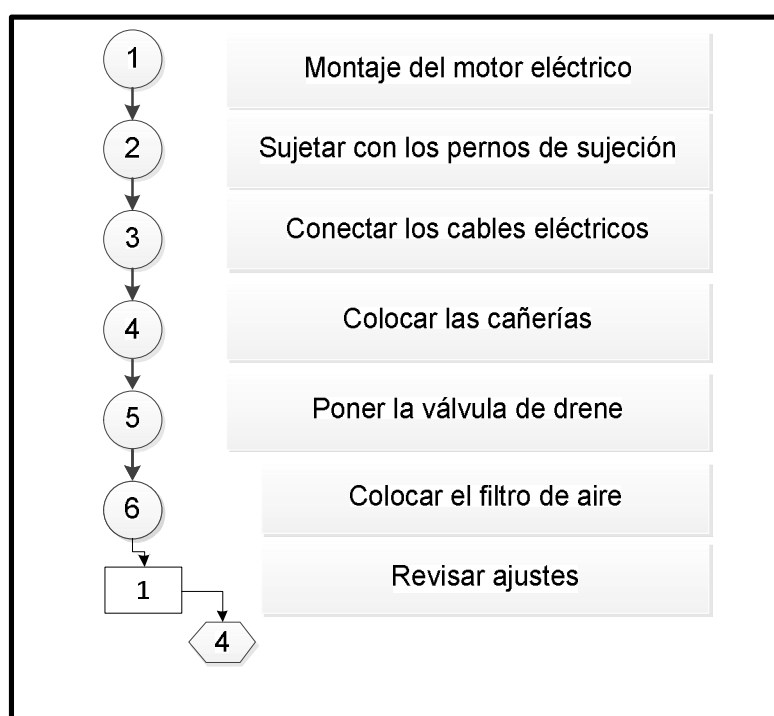 1 Montaje del motor eléctrico
2 Sujetar con los pernos de sujeción
3 Conectar los cables eléctricos
4 Colocar las cañerías
5 Poner la válvula de drene
6 Colocar el filtro de aire
1 Revisar ajustes
4